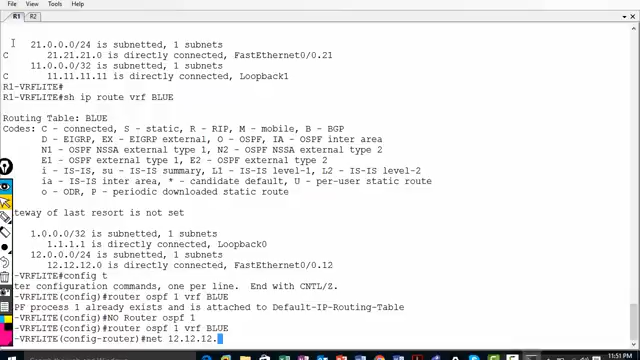 File View Tools Help
R1 R2
21.0.0.0/24 is subnetted, 1 subnets
C 21.21.21.0 is directly connected, FastEthernet0/0.21
11.0.0.0/32 is subnetted, 1 subnets
C 11.11.11.11 is directly connected, Loopback1
R1-VRFLITE#
R1-VRFLITE#sh ip route vrf BLUE
Routing Table: BLUE
Codes: C - connected, S - static, R - RIP, M - mobile, B - BGP
D - EIGRP, EX - EIGRP external, O - OSPF, IA - OSPF inter area
N1 - OSPF NSSA external type 1, N2 - OSPF NSSA external type 2
E1 - OSPF external type 1, E2 - OSPF external type 2
i - IS-IS, su - IS-IS summary, L1 - IS-IS level-1, L2 - IS-IS level-2
ia - IS-IS inter area, * - candidate default, U - per-user static route
o - ODR, P - periodic downloaded static route
teway of last resort is not set
1.0.0.0/32 is subnetted, 1 subnets
1.1.1.1 is directly connected, Loopback0
12.0.0.0/24 is subnetted, 1 subnets
12.12.12.0 is directly connected, FastEthernet0/0.12
-VRFLITE#config t
ter configuration commands, one per line. End with CNTL/Z.
-VRFLITE(config)#router ospf 1 vrf BLUE
PF process 1 already exists and is attached to Default-IP-Routing-Table
-VRFLITE(config)#NO Router ospf 1
-VRFLITE(config)#router ospf 1 vrf BLUE
-VRFLITE(config-router)#net 12.12.12.
11:51 PM